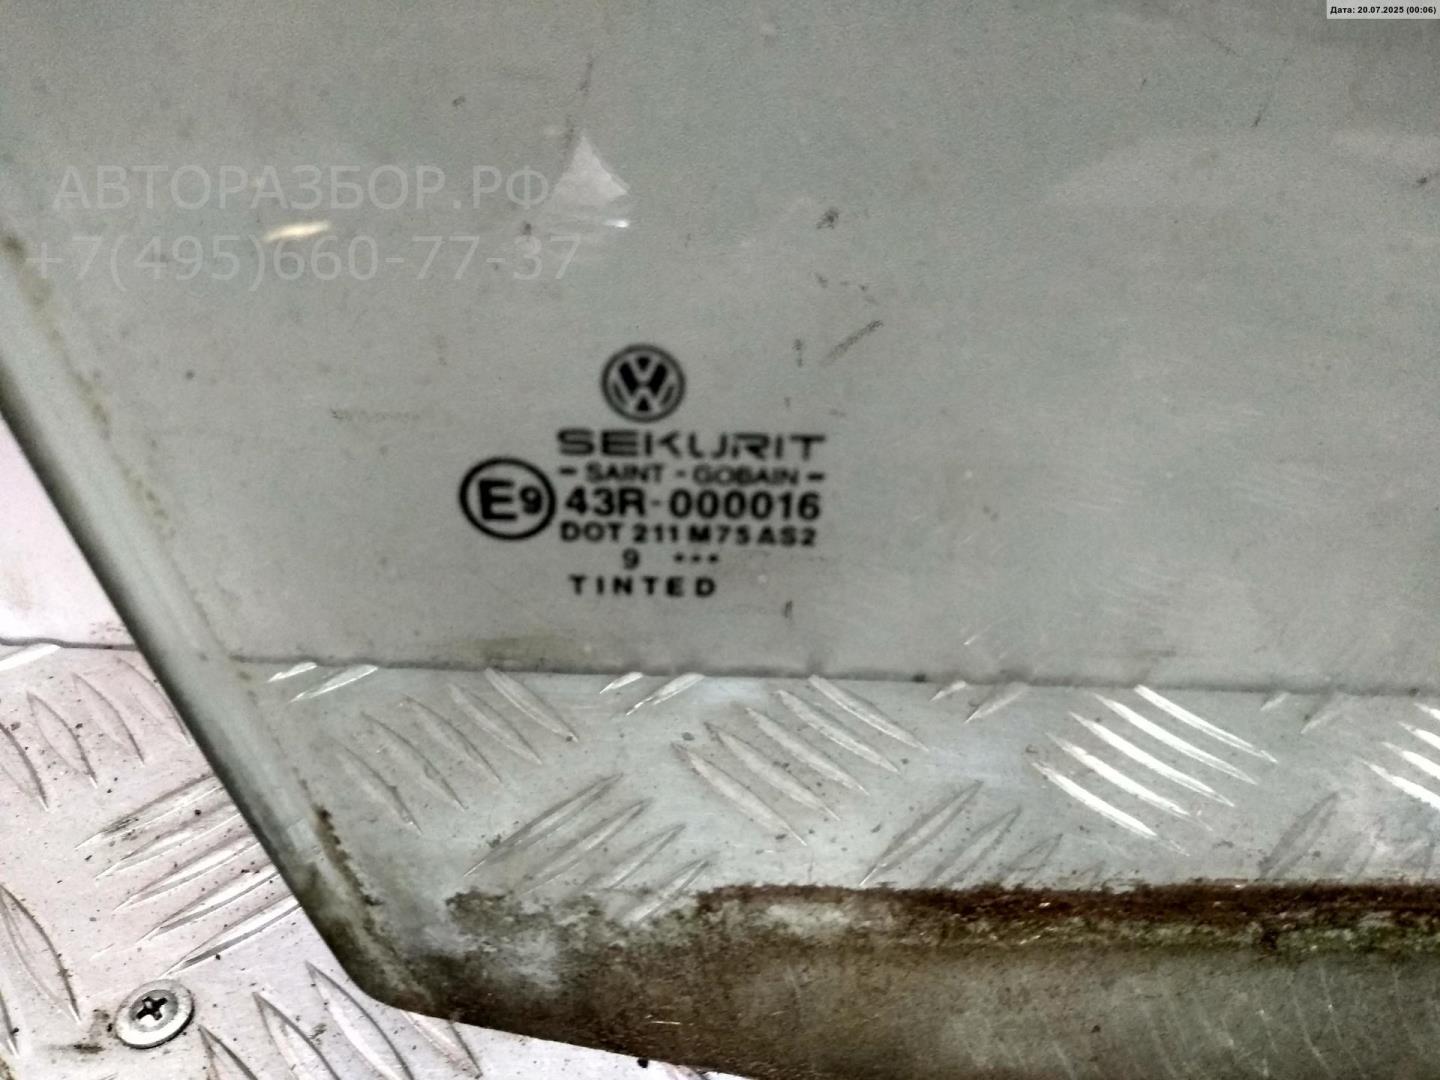 Дата: 20.07.2025 (00:06)
АВТОРАЗБОР.РФ
+7(495)660-77-37
SEKURIT
- SAINT - GOBAIN -
E9 43R-000016
DOT 211 M75 AS2
9 •••
TINTED